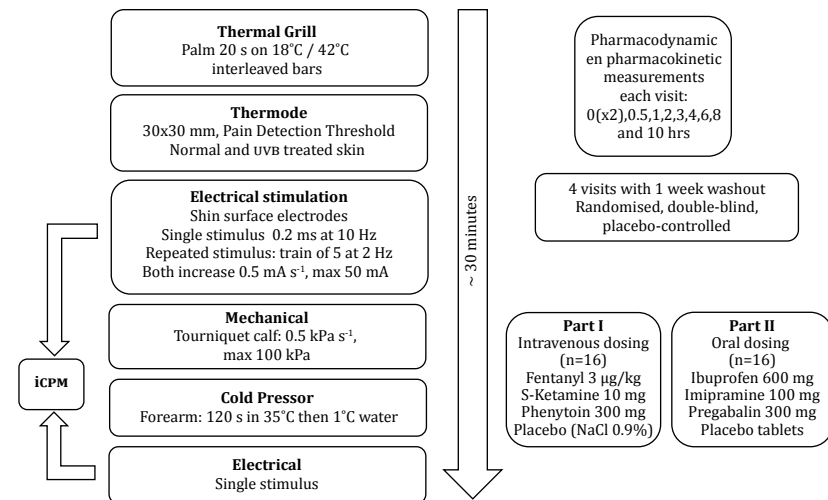 Thermal Grill
Palm 20 s on 18˚C / 42˚C
interleaved bars
Thermode
30x30 mm, Pain Detection Threshold
Normal and UVB treated skin
Electrical stimulation
Shin surface electrodes
Single stimulus 0.2 ms at 10 Hz
Repeated stimulus: train of 5 at 2 Hz
Both increase 0.5 mA s⁻¹, max 50 mA
Mechanical
Tourniquet calf: 0.5 kPa s⁻¹,
max 100 kPa
Cold Pressor
Forearm: 120 s in 35˚C then 1˚C water
Electrical
Single stimulus
iCPM
~ 30 minutes
Pharmacodynamic
en pharmacokinetic
measurements
each visit:
0(x2),0.5,1,2,3,4,6,8
and 10 hrs
4 visits with 1 week washout
Randomised, double-blind,
placebo-controlled
Part I
Intravenous dosing
(n=16)
Fentanyl 3 µg/kg
S-Ketamine 10 mg
Phenytoin 300 mg
Placebo (NaCl 0.9%)
Part II
Oral dosing
(n=16)
Ibuprofen 600 mg
Imipramine 100 mg
Pregabalin 300 mg
Placebo tablets